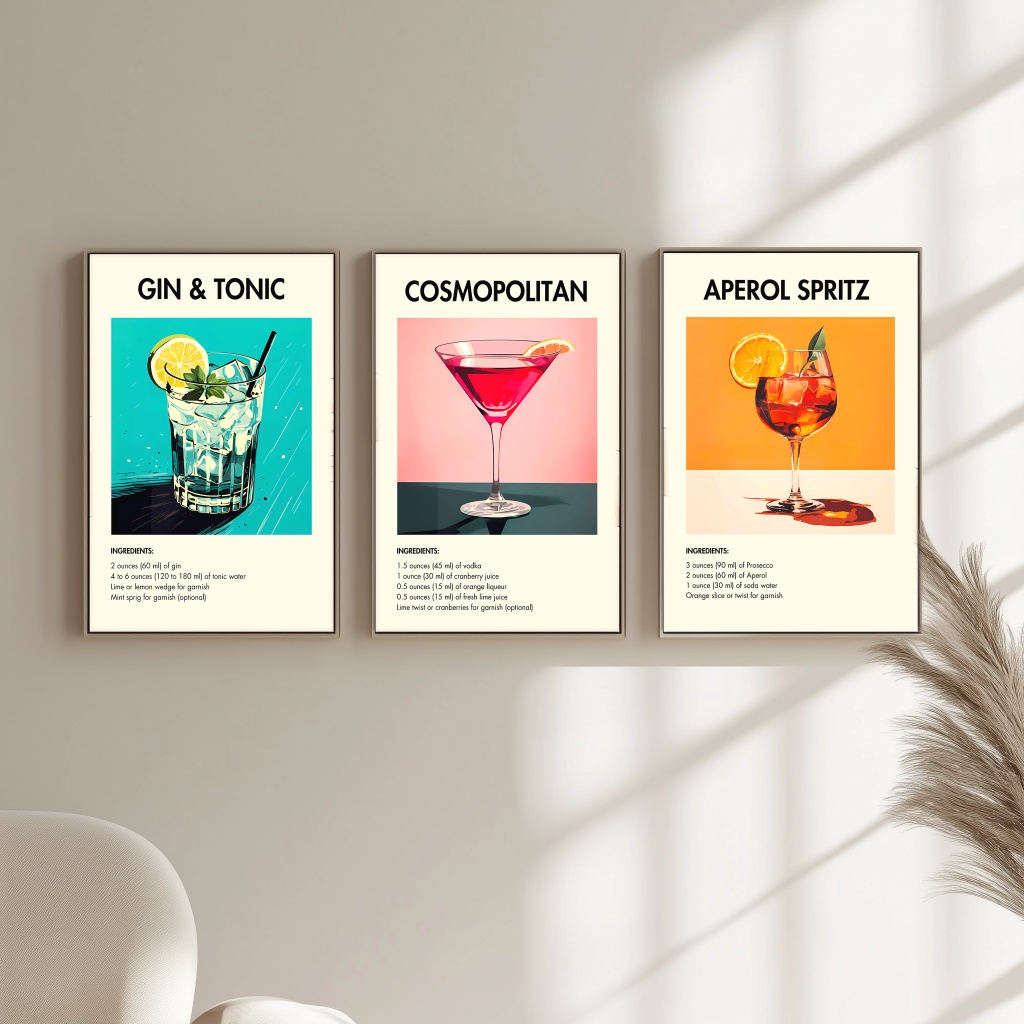 GIN & TONIC
INGREDIENTS:
2 ounces (60 ml) of gin
4 to 6 ounces (120 to 180 ml) of tonic water
Lime or lemon wedge for garnish
Mint sprig for garnish (optional)
COSMOPOLITAN
INGREDIENTS:
1.5 ounces (45 ml) of vodka
1 ounce (30 ml) of cranberry juice
0.5 ounces (15 ml) of orange liqueur
0.5 ounces (15 ml) of fresh lime juice
Lime twist or cranberries for garnish (optional)
APEROL SPRITZ
INGREDIENTS:
3 ounces (90 ml) of Prosecco
2 ounces (60 ml) of Aperol
1 ounce (30 ml) of soda water
Orange slice or twist for garnish